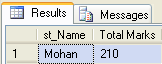 Results Messages
st_Name Total Marks
1 Mohan 210